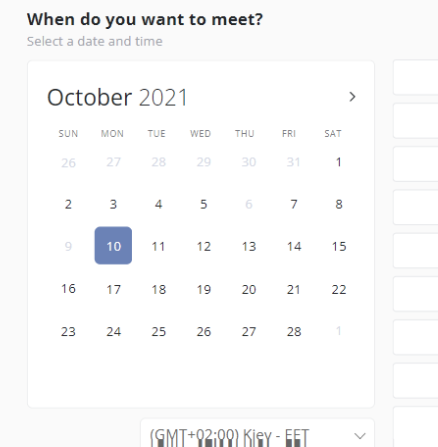 When do you want to meet?
Select a date and time
October 2021
SUN MON TUE WED THU FRI SAT
26 27 28 29 30 31 1
2 3 4 5 6 7 8
9 10 11 12 13 14 15
16 17 18 19 20 21 22
23 24 25 26 27 28 1
(GMT+02:00) Kiev - EET